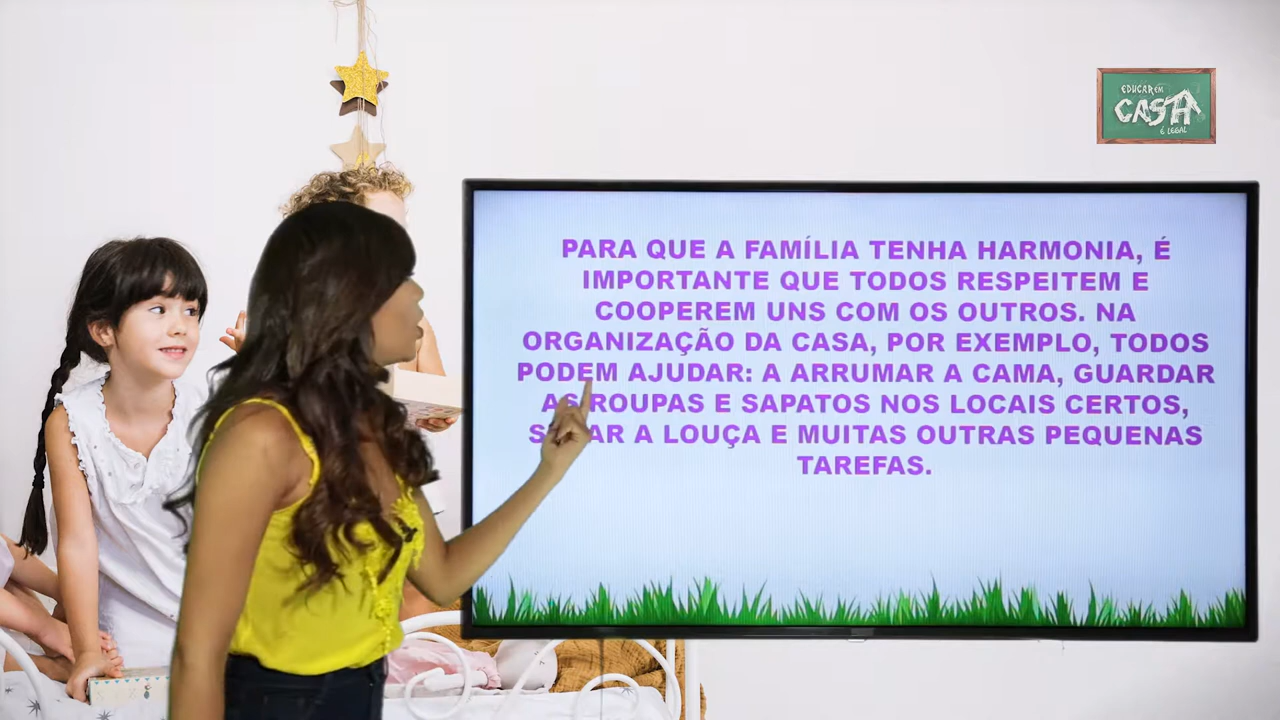 EDUCAR EM
CASA
É LEGAL
PARA QUE A FAMÍLIA TENHA HARMONIA, É
IMPORTANTE QUE TODOS RESPEITEM E
COOPEREM UNS COM OS OUTROS. NA
ORGANIZAÇÃO DA CASA, POR EXEMPLO, TODOS
PODEM AJUDAR: A ARRUMAR A CAMA, GUARDAR
AS ROUPAS E SAPATOS NOS LOCAIS CERTOS,
A LOUÇA E MUITAS OUTRAS PEQUENAS
TAREFAS.